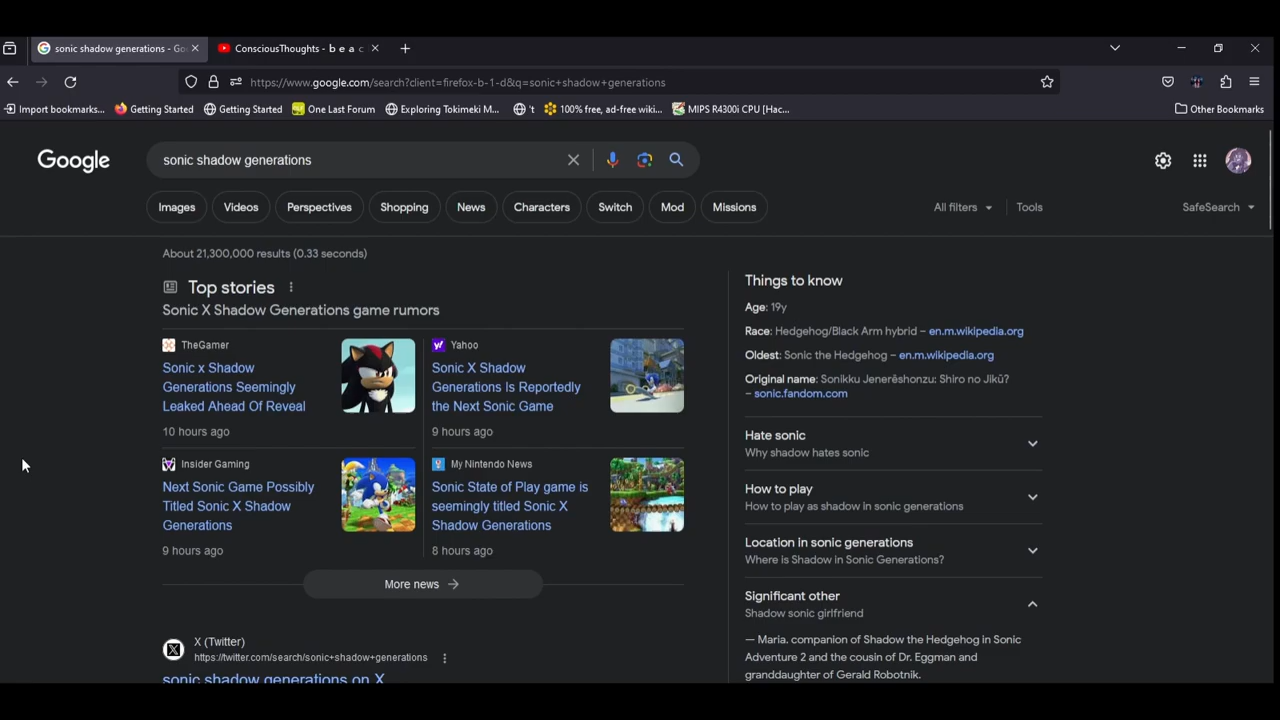 sonic shadow generations - Go
ConsciousThoughts - b e a c
https://www.google.com/search?client=firefox-b-1-d&q=sonic+shadow+generations
Import bookmarks...
Getting Started
Getting Started
One Last Forum
Exploring Tokimeki M...
't
100% free, ad-free wiki...
MIPS R4300i CPU [Hac...
Other Bookmarks
Google
sonic shadow generations
Images
Videos
Perspectives
Shopping
News
Characters
Switch
Mod
Missions
All filters
Tools
SafeSearch
About 21,300,000 results (0.33 seconds)
Top stories
Sonic X Shadow Generations game rumors
TheGamer
Sonic x Shadow
Generations Seemingly
Leaked Ahead Of Reveal
10 hours ago
Yahoo
Sonic X Shadow
Generations Is Reportedly
the Next Sonic Game
9 hours ago
Insider Gaming
Next Sonic Game Possibly
Titled Sonic X Shadow
Generations
9 hours ago
My Nintendo News
Sonic State of Play game is
seemingly titled Sonic X
Shadow Generations
8 hours ago
More news
X (Twitter)
https://twitter.com/search/sonic+shadow+generations
sonic shadow generations on X
Things to know
Age: 19y
Race: Hedgehog/Black Arm hybrid – en.m.wikipedia.org
Oldest: Sonic the Hedgehog – en.m.wikipedia.org
Original name: Sonikku Jenerēshonzu: Shiro no Jikū?
– sonic.fandom.com
Hate sonic
Why shadow hates sonic
How to play
How to play as shadow in sonic generations
Location in sonic generations
Where is Shadow in Sonic Generations?
Significant other
Shadow sonic girlfriend
— Maria. companion of Shadow the Hedgehog in Sonic
Adventure 2 and the cousin of Dr. Eggman and
granddaughter of Gerald Robotnik.